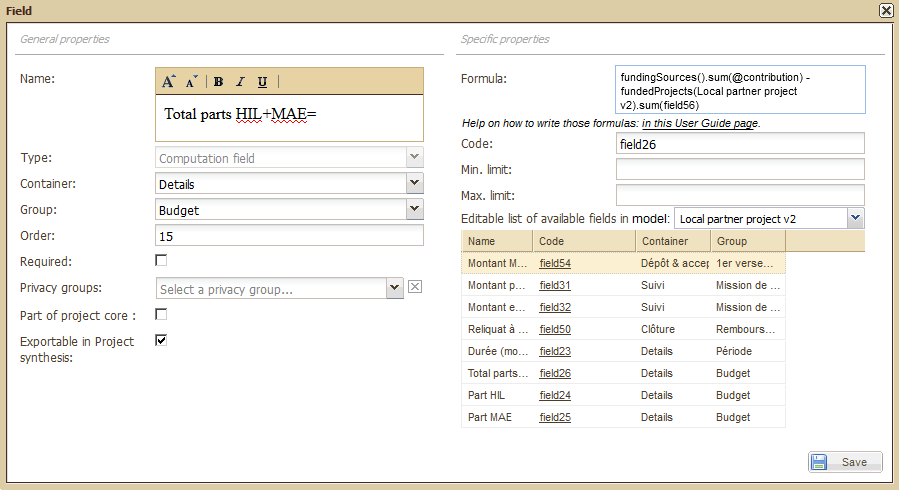 Field
General properties
Name:
A A B I U
Total parts HIL+MAE=
Type:
Computation field
Container:
Details
Group:
Budget
Order:
15
Required:
Privacy groups:
Select a privacy group...
Part of project core :
Exportable in Project
synthesis:
Specific properties
Formula:
fundingSources().sum(@contribution) -
fundedProjects(Local partner project
v2).sum(field56)
Help on how to write those formulas: in this User Guide page.
Code:
field26
Min. limit:
Max. limit:
Editable list of available fields in model:
Local partner project v2
Name Code Container Group
Montant M... field54 Dépôt & accep 1er verse...
Montant p... field31 Suivi Mission de ...
Montant e... field32 Suivi Mission de ...
Reliquat à ... field50 Clôture Rembours...
Durée (mo... field23 Details Période
Total parts... field26 Details Budget
Part HIL field24 Details Budget
Part MAE field25 Details Budget
Save